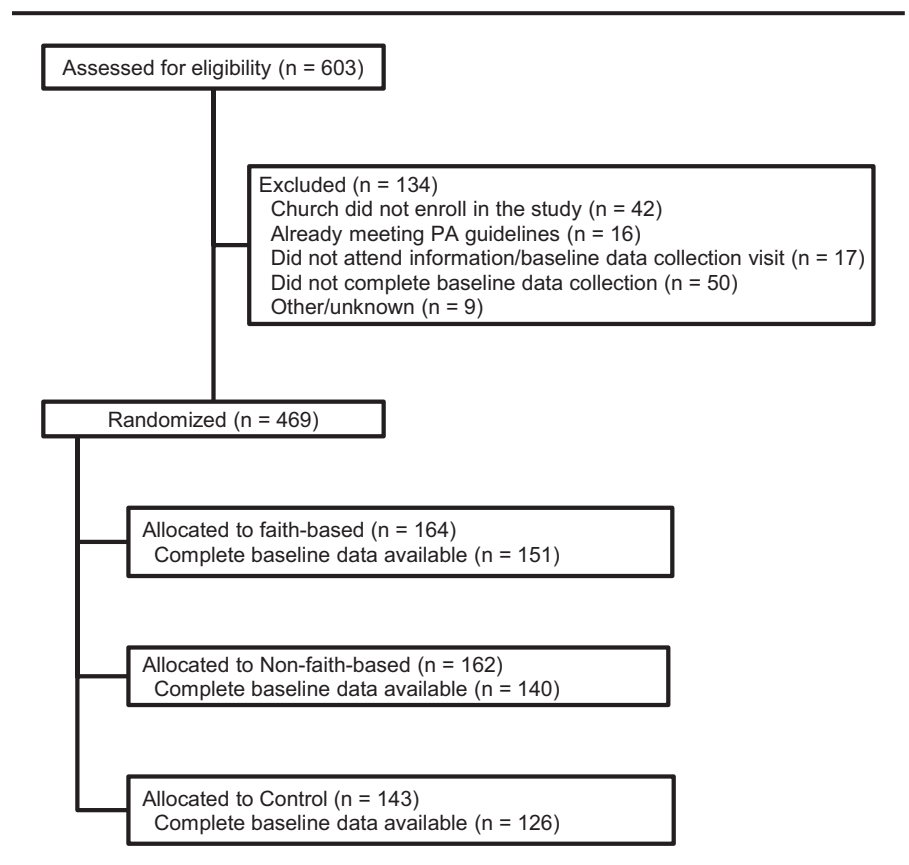 Assessed for eligibility (n = 603)
Excluded (n = 134)
Church did not enroll in the study (n = 42)
Already meeting PA guidelines (n = 16)
Did not attend information/baseline data collection visit (n = 17)
Did not complete baseline data collection (n = 50)
Other/unknown (n = 9)
Randomized (n = 469)
Allocated to faith-based (n = 164)
Complete baseline data available (n = 151)
Allocated to Non-faith-based (n = 162)
Complete baseline data available (n = 140)
Allocated to Control (n = 143)
Complete baseline data available (n = 126)